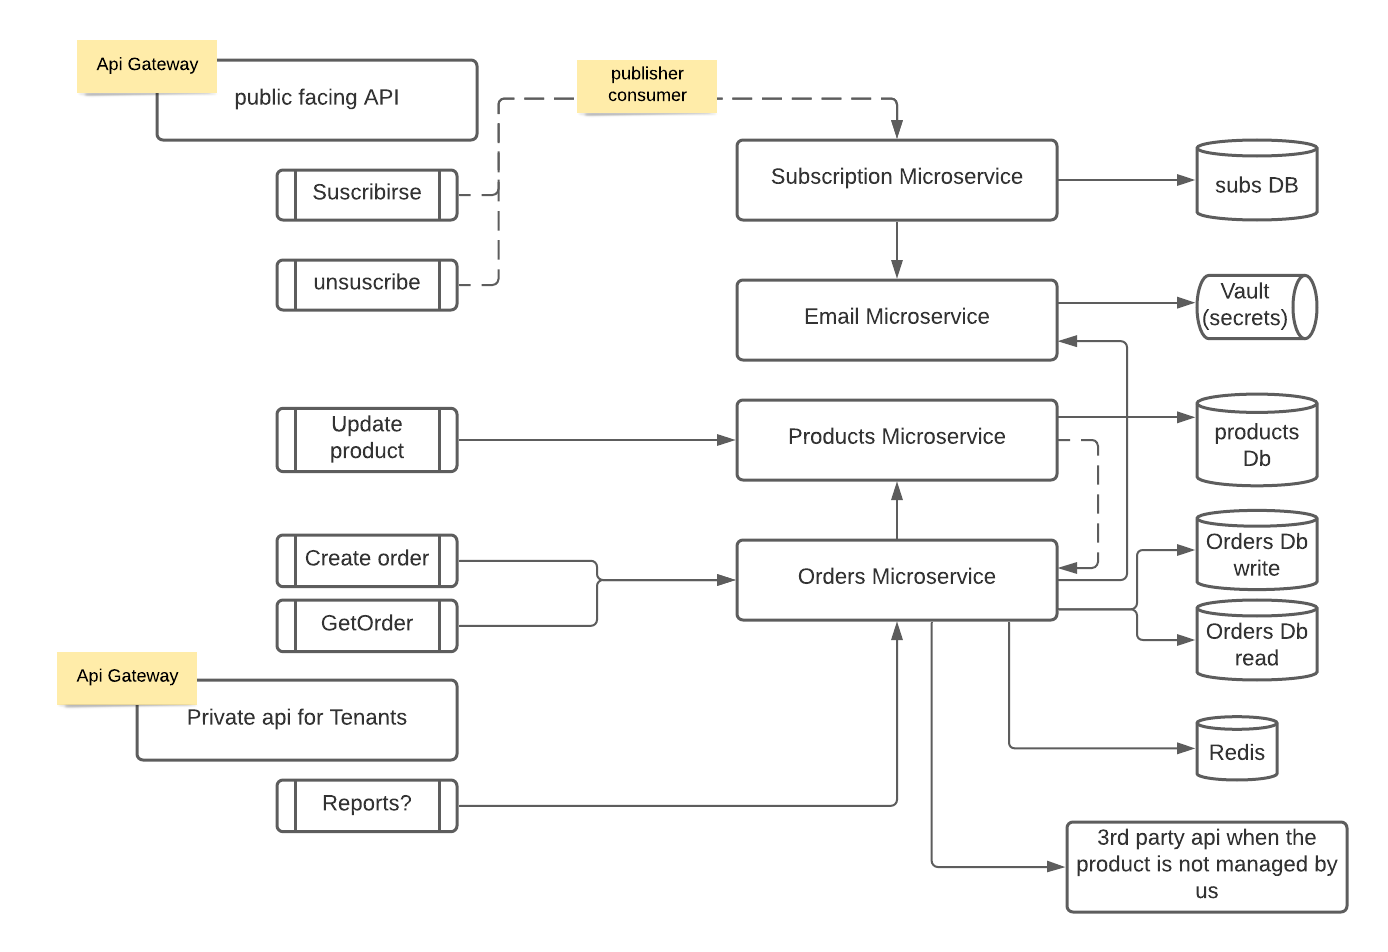 Api Gateway
public facing API
publisher
consumer
Suscribirse
Subscription Microservice
subs DB
unsuscribe
Email Microservice
Vault
(secrets)
Update
product
Products Microservice
products
Db
Create order
GetOrder
Orders Microservice
Orders Db
write
Orders Db
read
Api Gateway
Private api for Tenants
Redis
Reports?
3rd party api when the
product is not managed by
us